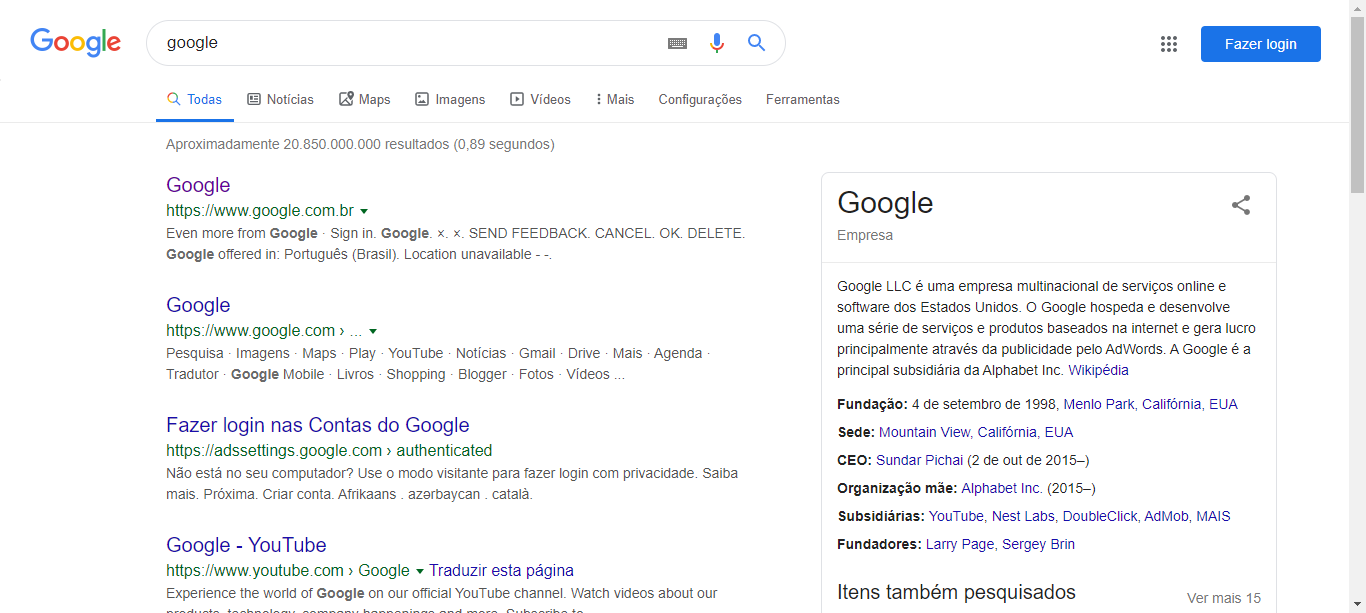 Google
google
Fazer login
Todas
Notícias
Maps
Imagens
Vídeos
Mais
Configurações
Ferramentas
Aproximadamente 20.850.000.000 resultados (0,89 segundos)
Google
https://www.google.com.br
Even more from Google · Sign in. Google. ×. ×. SEND FEEDBACK. CANCEL. OK. DELETE.
Google offered in: Português (Brasil). Location unavailable - -.
Google
https://www.google.com › ...
Pesquisa · Imagens · Maps · Play · YouTube · Notícias · Gmail · Drive · Mais · Agenda ·
Tradutor · Google Mobile · Livros · Shopping · Blogger · Fotos · Vídeos ...
Fazer login nas Contas do Google
https://adssettings.google.com › authenticated
Não está no seu computador? Use o modo visitante para fazer login com privacidade. Saiba
mais. Próxima. Criar conta. Afrikaans . azərbaycan . català.
Google - YouTube
https://www.youtube.com › Google Traduzir esta página
Experience the world of Google on our official YouTube channel. Watch videos about our
products, technology, company happenings and more. Subscribe to
Google
Empresa
Google LLC é uma empresa multinacional de serviços online e
software dos Estados Unidos. O Google hospeda e desenvolve
uma série de serviços e produtos baseados na internet e gera lucro
principalmente através da publicidade pelo AdWords. A Google é a
principal subsidiária da Alphabet Inc. Wikipédia
Fundação: 4 de setembro de 1998, Menlo Park, Califórnia, EUA
Sede: Mountain View, Califórnia, EUA
CEO: Sundar Pichai (2 de out de 2015–)
Organização mãe: Alphabet Inc. (2015–)
Subsidiárias: YouTube, Nest Labs, DoubleClick, AdMob, MAIS
Fundadores: Larry Page, Sergey Brin
Itens também pesquisados
Ver mais 15